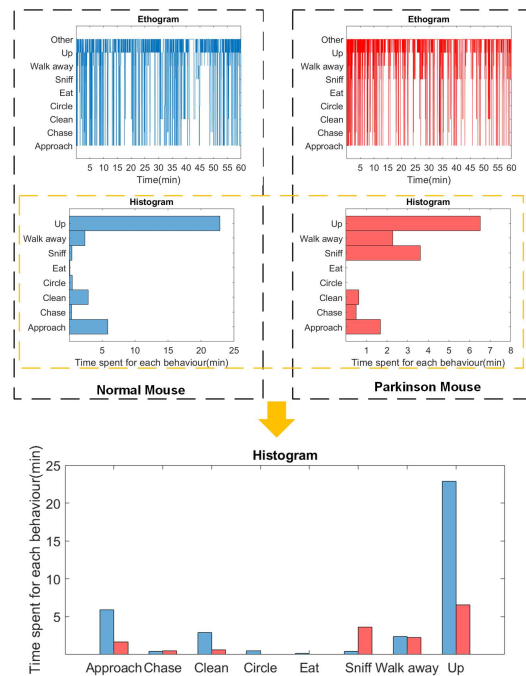 Ethogram
Other
Up
Walk away
Sniff
Eat
Circle
Clean
Chase
Approach
5 10 15 20 25 30 35 40 45 50 55 60
Time(min)
Histogram
Up
Walk away
Sniff
Eat
Circle
Clean
Chase
Approach
0 5 10 15 20 25
Time spent for each behaviour(min)
Normal Mouse
Ethogram
Other
Up
Walk away
Sniff
Eat
Circle
Clean
Chase
Approach
5 10 15 20 25 30 35 40 45 50 55 60
Time(min)
Histogram
Up
Walk away
Sniff
Eat
Circle
Clean
Chase
Approach
1 2 3 4 5 6 7 8
Time spent for each behaviour(min)
Parkinson Mouse
Histogram
Time spent for each behaviour(min)
25
20
15
10
5
Approach Chase Clean Circle Eat Sniff Walk away Up